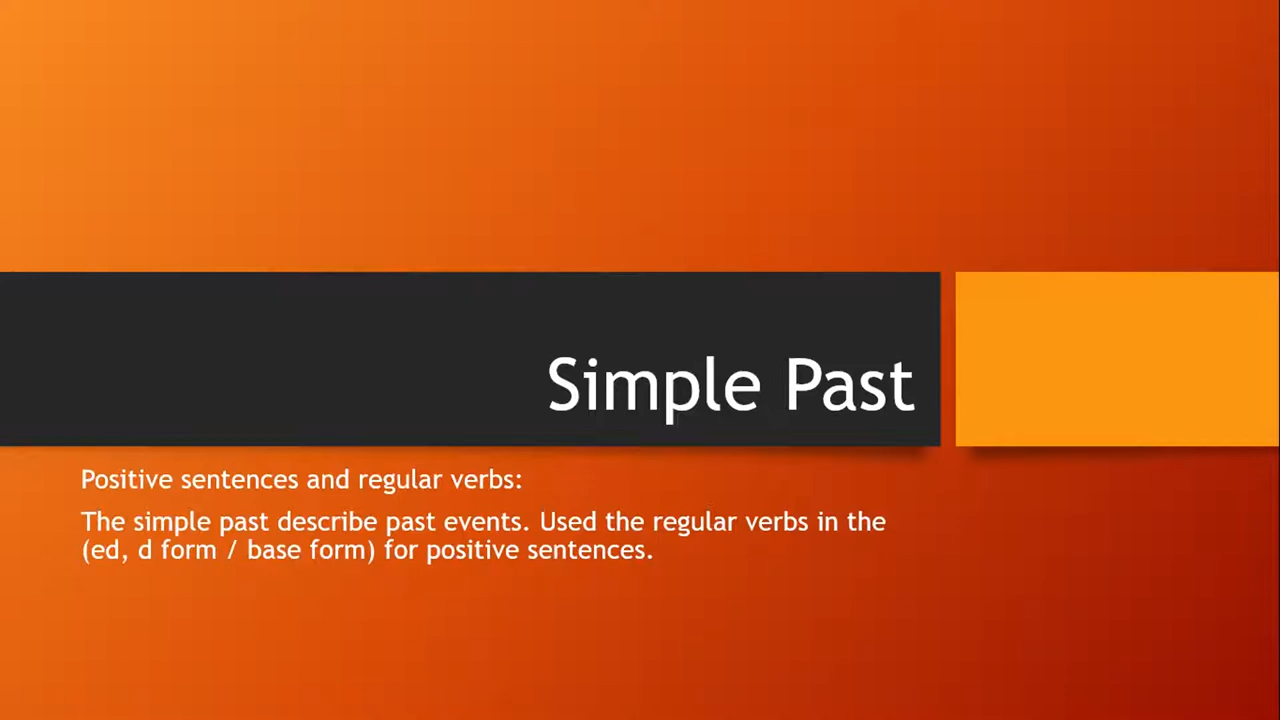 Simple Past
Positive sentences and regular verbs:
The simple past describe past events. Used the regular verbs in the
(ed, d form / base form) for positive sentences.